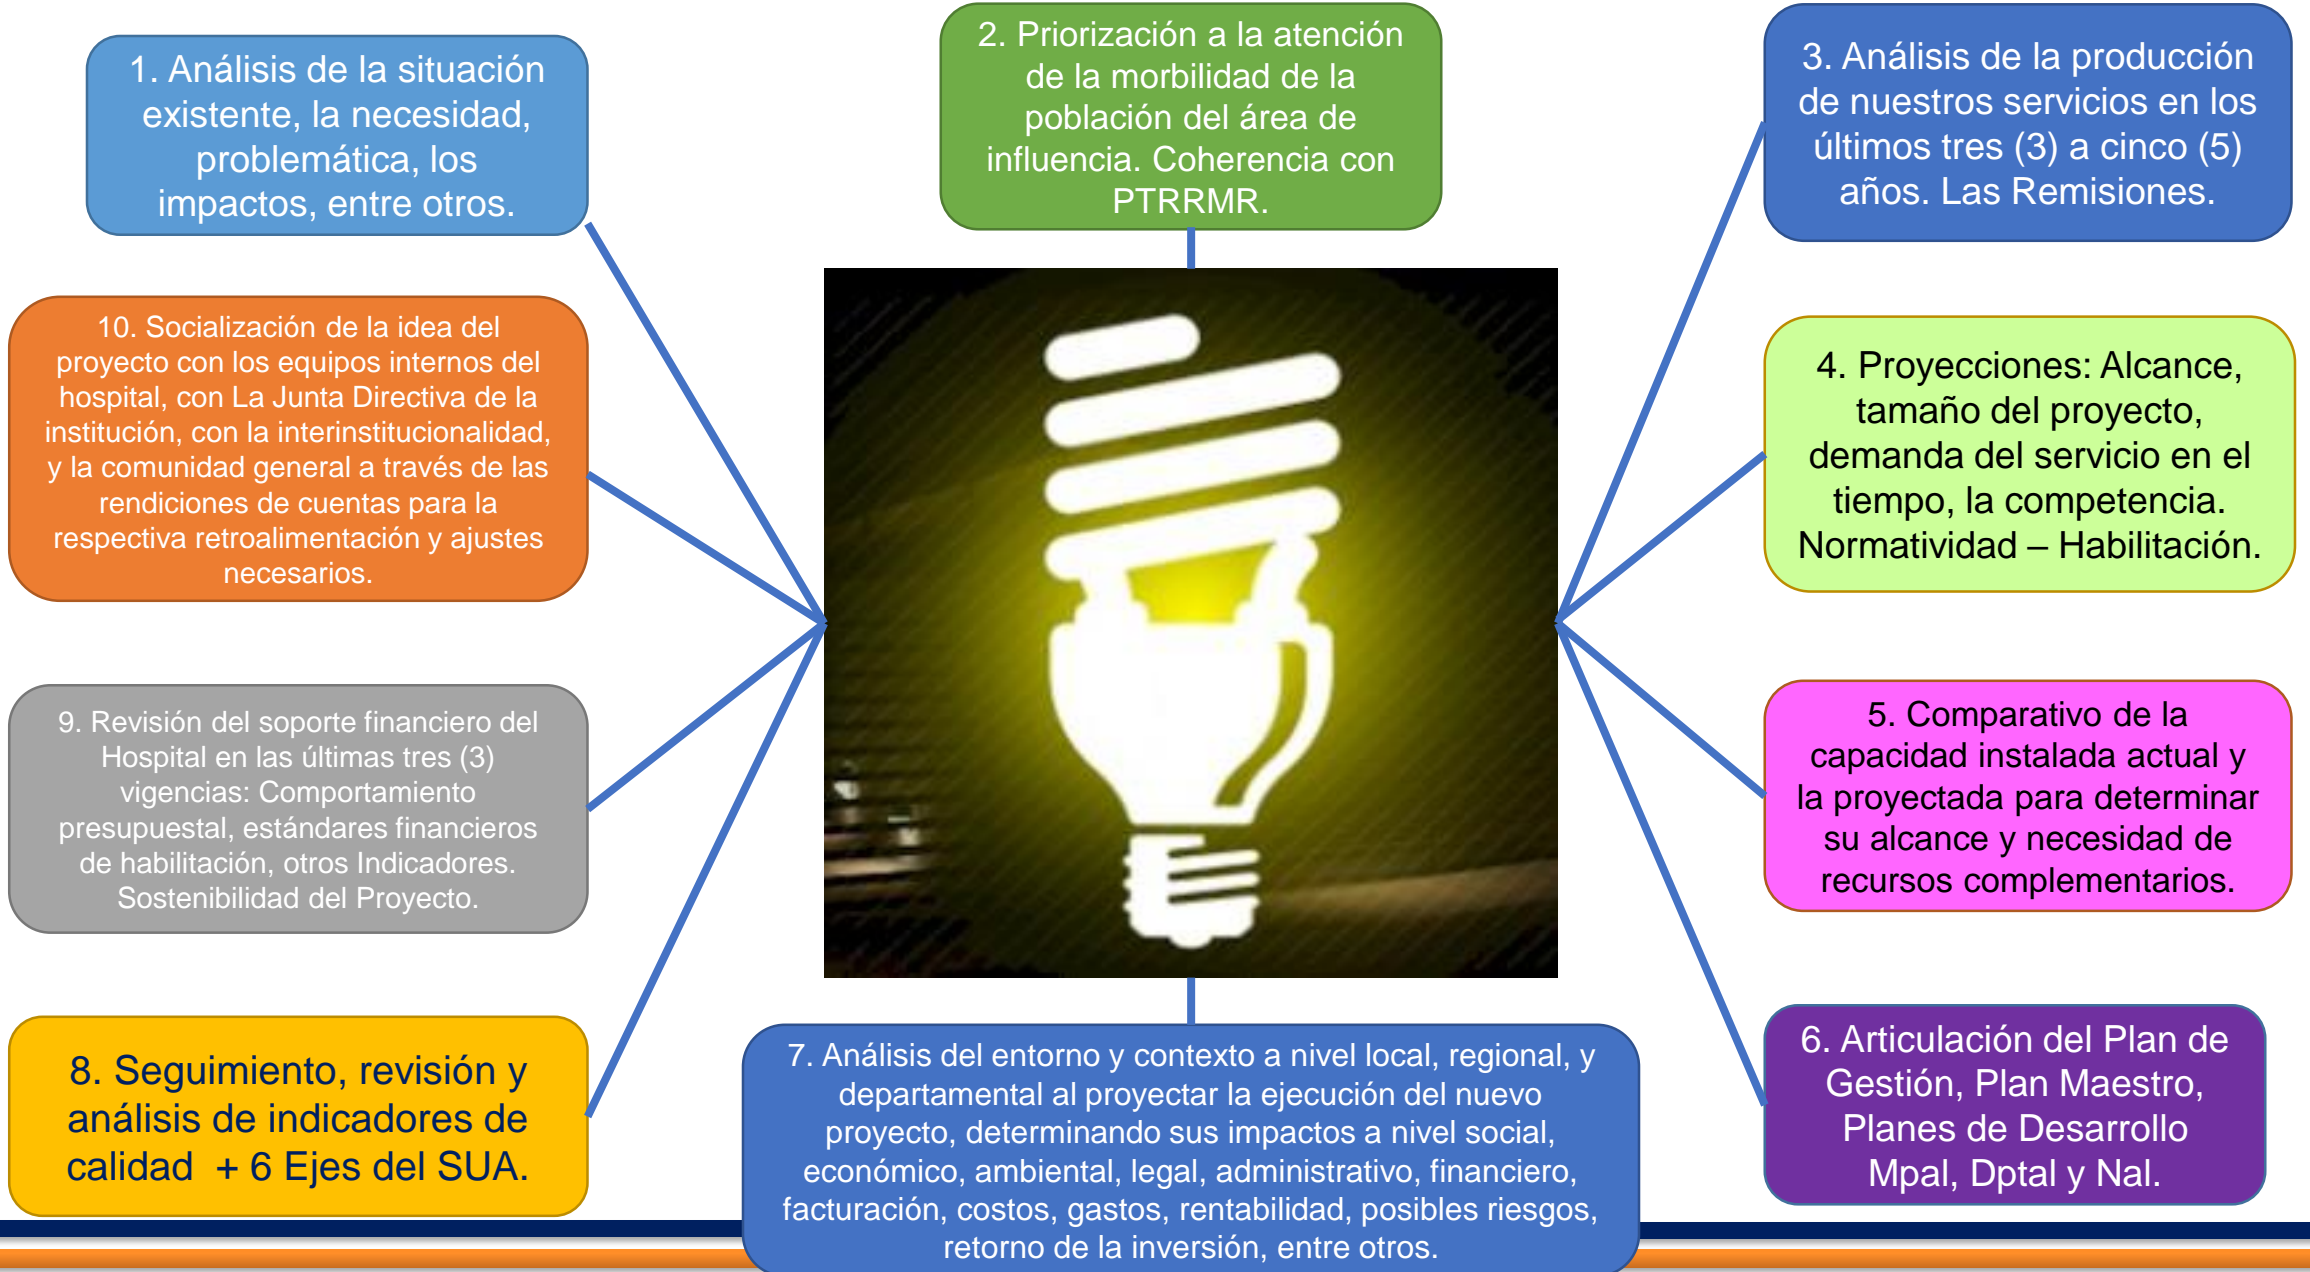 1. Análisis de la situación
existente, la necesidad,
problemática, los
impactos, entre otros.
2. Priorización a la atención
de la morbilidad de la
población del área de
influencia. Coherencia con
PTRRMR.
3. Análisis de la producción
de nuestros servicios en los
últimos tres (3) a cinco (5)
años. Las Remisiones.
4. Proyecciones: Alcance,
tamaño del proyecto,
demanda del servicio en el
tiempo, la competencia.
Normatividad – Habilitación.
5. Comparativo de la
capacidad instalada actual y
la proyectada para determinar
su alcance y necesidad de
recursos complementarios.
6. Articulación del Plan de
Gestión, Plan Maestro,
Planes de Desarrollo
Mpal, Dptal y Nal.
7. Análisis del entorno y contexto a nivel local, regional, y
departamental al proyectar la ejecución del nuevo
proyecto, determinando sus impactos a nivel social,
económico, ambiental, legal, administrativo, financiero,
facturación, costos, gastos, rentabilidad, posibles riesgos,
retorno de la inversión, entre otros.
8. Seguimiento, revisión y
análisis de indicadores de
calidad + 6 Ejes del SUA.
9. Revisión del soporte financiero del
Hospital en las últimas tres (3)
vigencias: Comportamiento
presupuestal, estándares financieros
de habilitación, otros Indicadores.
Sostenibilidad del Proyecto.
10. Socialización de la idea del
proyecto con los equipos internos del
hospital, con La Junta Directiva de la
institución, con la interinstitucionalidad,
y la comunidad general a través de las
rendiciones de cuentas para la
respectiva retroalimentación y ajustes
necesarios.